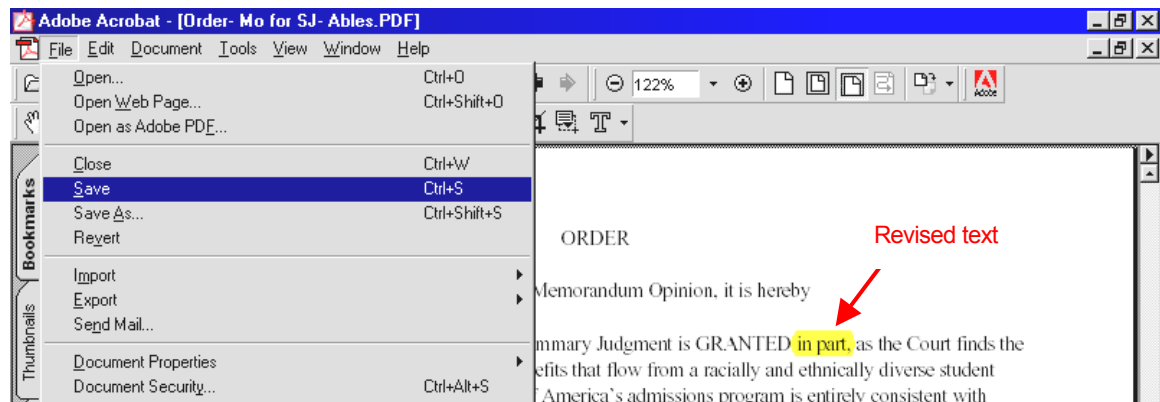 Adobe Acrobat - [Order- Mo for SJ- Ables.PDF]
File Edit Document Tools View Window Help
Open... Ctrl+O
Open Web Page... Ctrl+Shift+O
Open as Adobe PDF...
Close Ctrl+W
Save Ctrl+S
Save As... Ctrl+Shift+S
Revert
Import
Export
Send Mail...
Document Properties
Document Security... Ctrl+Alt+S
122%
Adobe
T
Bookmarks
Thumbnails
ORDER
Revised text
Memorandum Opinion, it is hereby
mmary Judgment is GRANTED in part, as the Court finds the
efits that flow from a racially and ethnically diverse student
America's admissions program is entirely consistent with